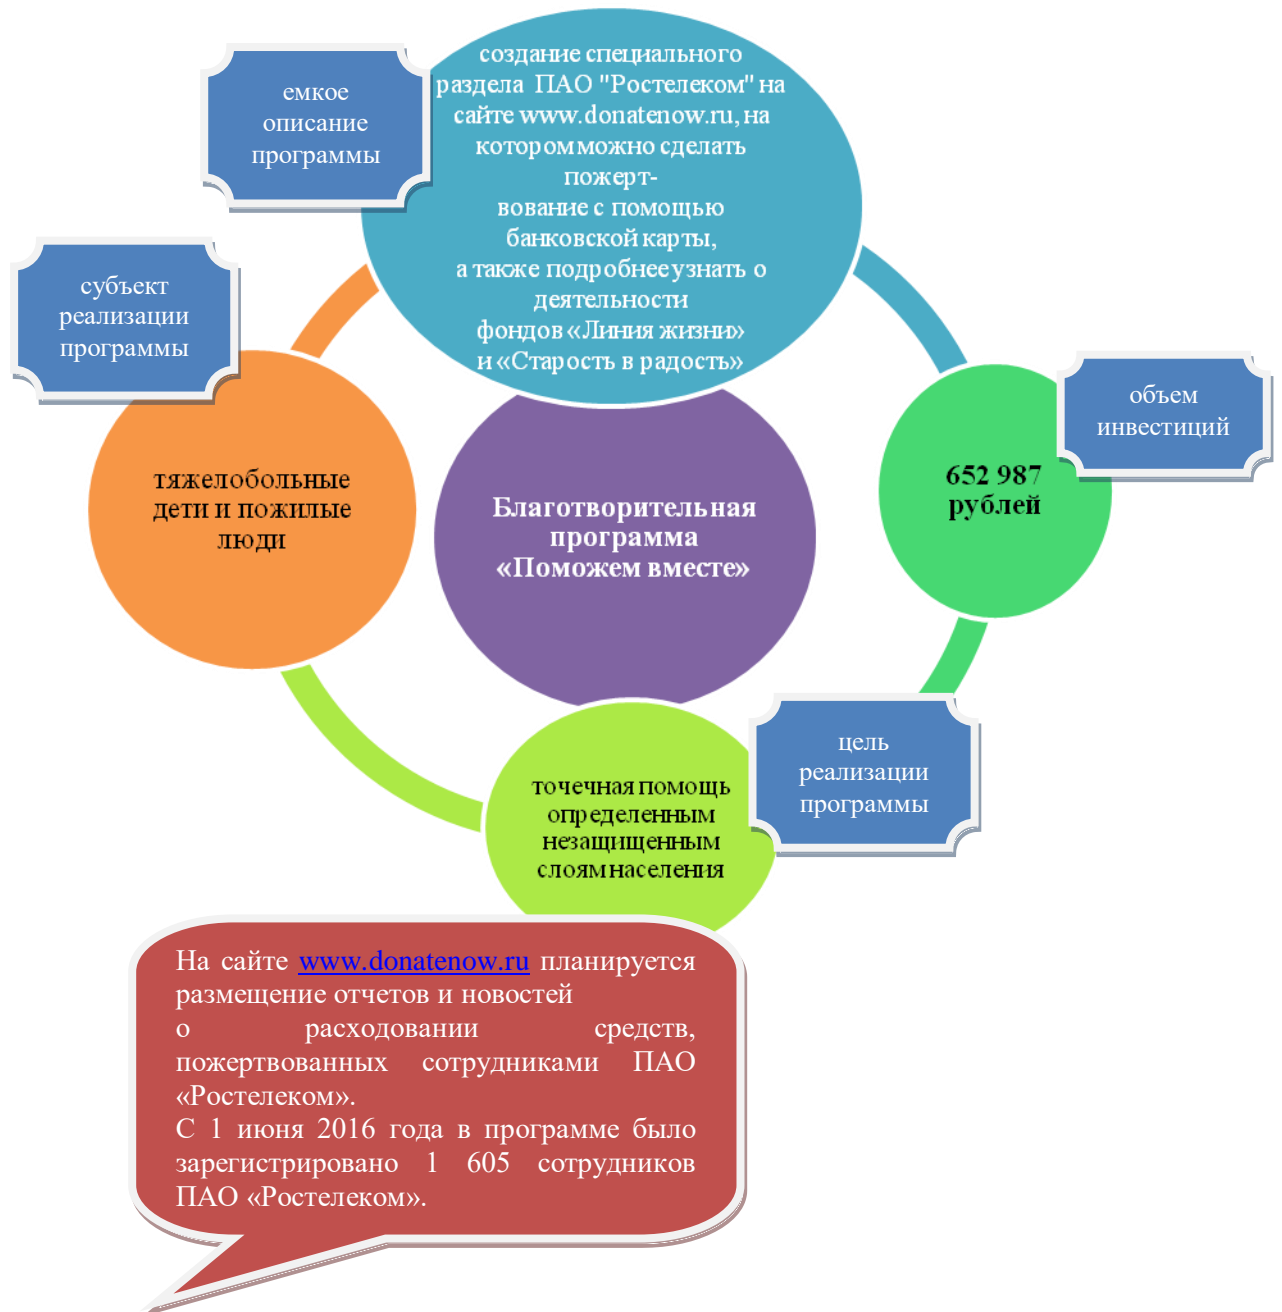 емкое
описание
программы
создание специального
раздела ПАО "Ростелеком" на
сайте www.donatenow.ru, на
котором можно сделать
пожерт-
вование с помощью
банковской карты,
а также подробнее узнать о
деятельности
фондов «Линия жизни»
и «Старость в радость»
субъект
реализации
программы
объем
инвестиций
тяжелобольные
дети и пожилые
люди
Благотворительная
программа
«Поможем вместе»
652 987
рублей
цель
реализации
программы
точечная помощь
определенным
незащищенным
слоям населения
На сайте www.donatenow.ru планируется
размещение отчетов и новостей
о расходовании средств,
пожертвованных сотрудниками ПАО
«Ростелеком».
С 1 июня 2016 года в программе было
зарегистрировано 1 605 сотрудников
ПАО «Ростелеком».